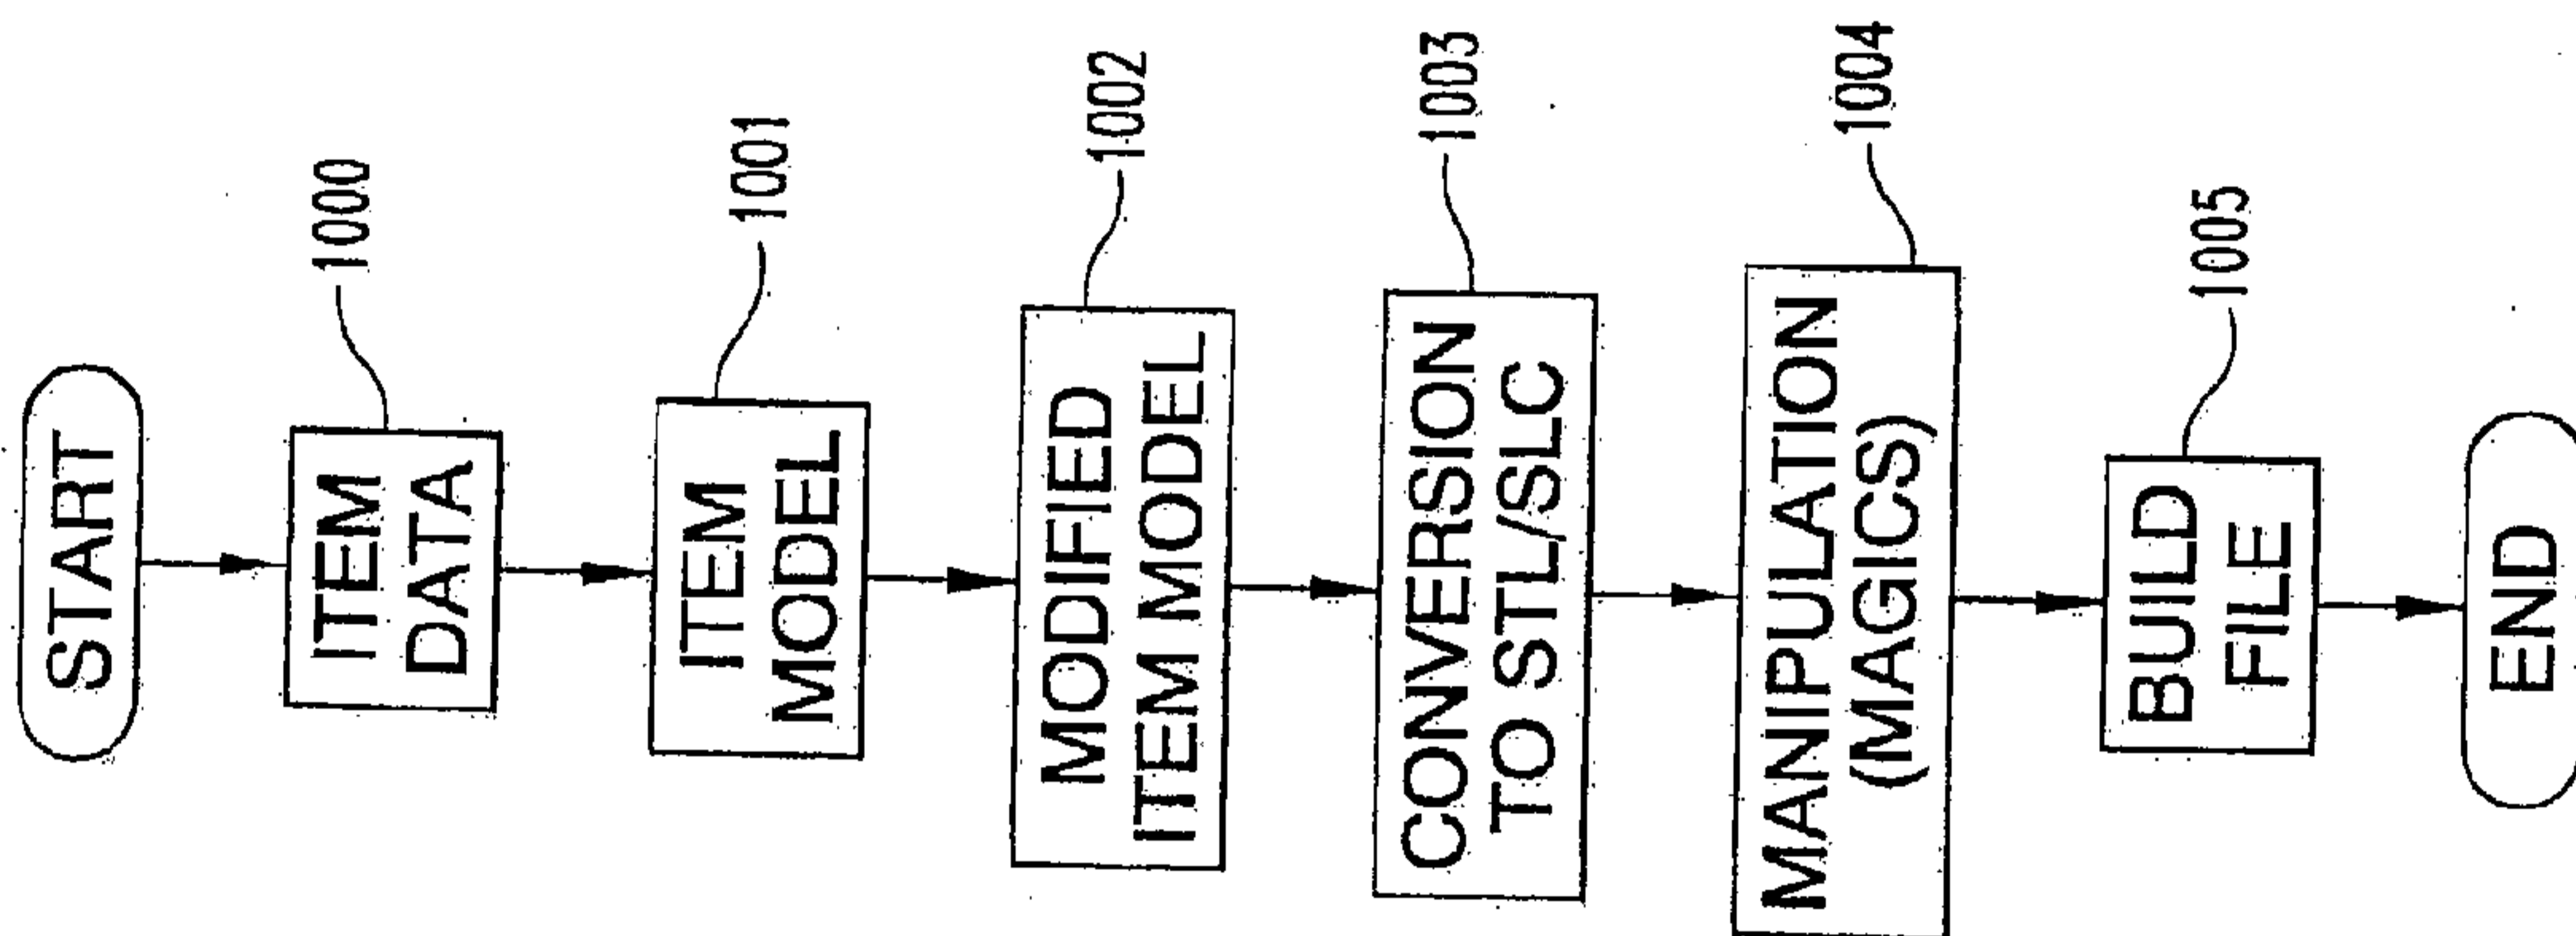 START
ITEM
DATA
1000
ITEM
MODEL
1001
MODIFIED
ITEM MODEL
1002
CONVERSION
TO STL/SLC
1003
MANIPULATION
(MAGICS)
1004
BUILD
FILE
1005
END